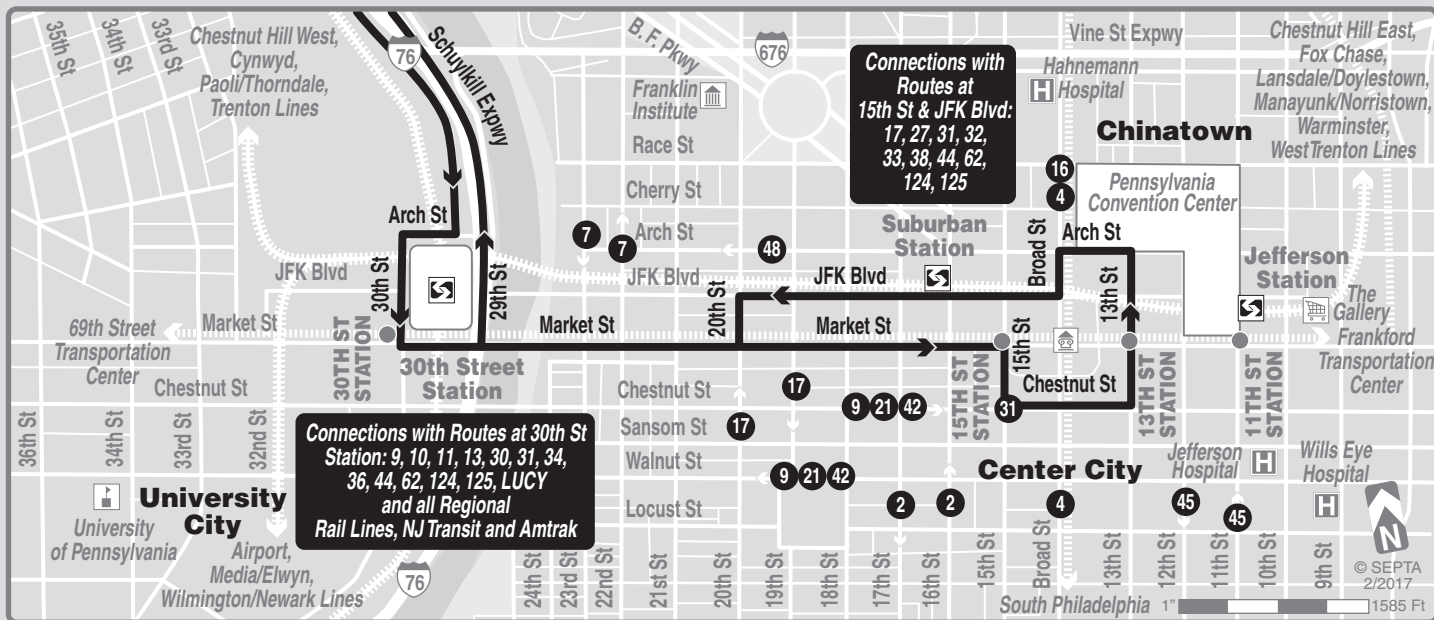 35th St
34th St
33rd St
Chestnut Hill West,
Cynwyd,
Paoli/Thorndale,
Trenton Lines
76
Schuylkill Expwy
B. F. Pkwy
676
Franklin
Institute
Race St
Cherry St
Arch St
Connections with
Routes at
15th St & JFK Blvd:
17, 27, 31, 32,
33, 38, 44, 62,
124, 125
Vine St Expwy
Hahnemann
Hospital
H
Chinatown
Chestnut Hill East,
Fox Chase,
Lansdale/Doylestown,
Manayunk/Norristown,
Warminster,
WestTrenton Lines
16
4
Pennsylvania
Convention Center
Arch St
7
7
48
Suburban
Station
Broad St
Arch St
Jefferson
Station
JFK Blvd
30th St
29th St
JFK Blvd
20th St
JFK Blvd
13th St
The
Gallery
69th Street
Transportation
Center
Market St
30TH ST
STATION
30th Street
Station
Market St
Market St
15th St
15TH ST
STATION
13TH ST
STATION
11TH ST
STATION
Frankford
Transportation
Center
Chestnut St
Chestnut St
Chestnut St
17
17
9
21
42
31
Sansom St
Walnut St
9
21
42
Locust St
2
2
4
45
45
Center City
Jefferson
Hospital
H
Wills Eye
Hospital
H
36th St
34th St
33rd St
32nd St
Connections with Routes at 30th St
Station: 9, 10, 11, 13, 30, 31, 34,
36, 44, 62, 124, 125, LUCY
and all Regional
Rail Lines, NJ Transit and Amtrak
University
City
University
of Pennsylvania
Airport,
Media/Elwyn,
Wilmington/Newark Lines
76
24th St
23rd St
22nd St
21st St
20th St
19th St
18th St
17th St
16th St
15th St
Broad St
13th St
12th St
11th St
10th St
9th St
N
© SEPTA
2/2017
South Philadelphia
1" 1585 Ft